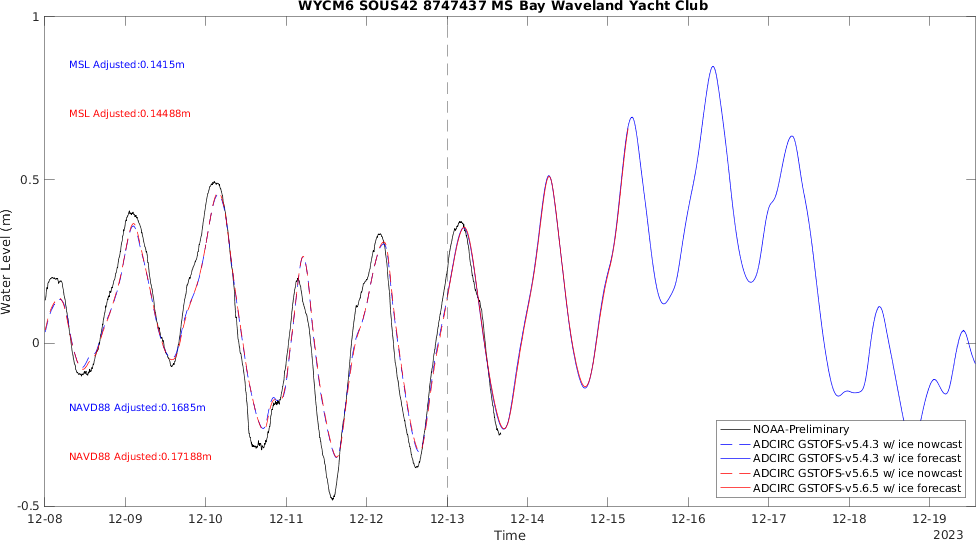 WYCM6 SOUS42 8747437 MS Bay Waveland Yacht Club
1
0.5
0
-0.5
Water Level (m)
MSL Adjusted:0.1415m
MSL Adjusted:0.14488m
NAVD88 Adjusted:0.1685m
NAVD88 Adjusted:0.17188m
NOAA-Preliminary
ADCIRC GSTOFS-v5.4.3 w/ ice nowcast
ADCIRC GSTOFS-v5.4.3 w/ ice forecast
ADCIRC GSTOFS-v5.6.5 w/ ice nowcast
ADCIRC GSTOFS-v5.6.5 w/ ice forecast
12-08 12-09 12-10 12-11 12-12 12-13 12-14 12-15 12-16 12-17 12-18 12-19
Time
2023